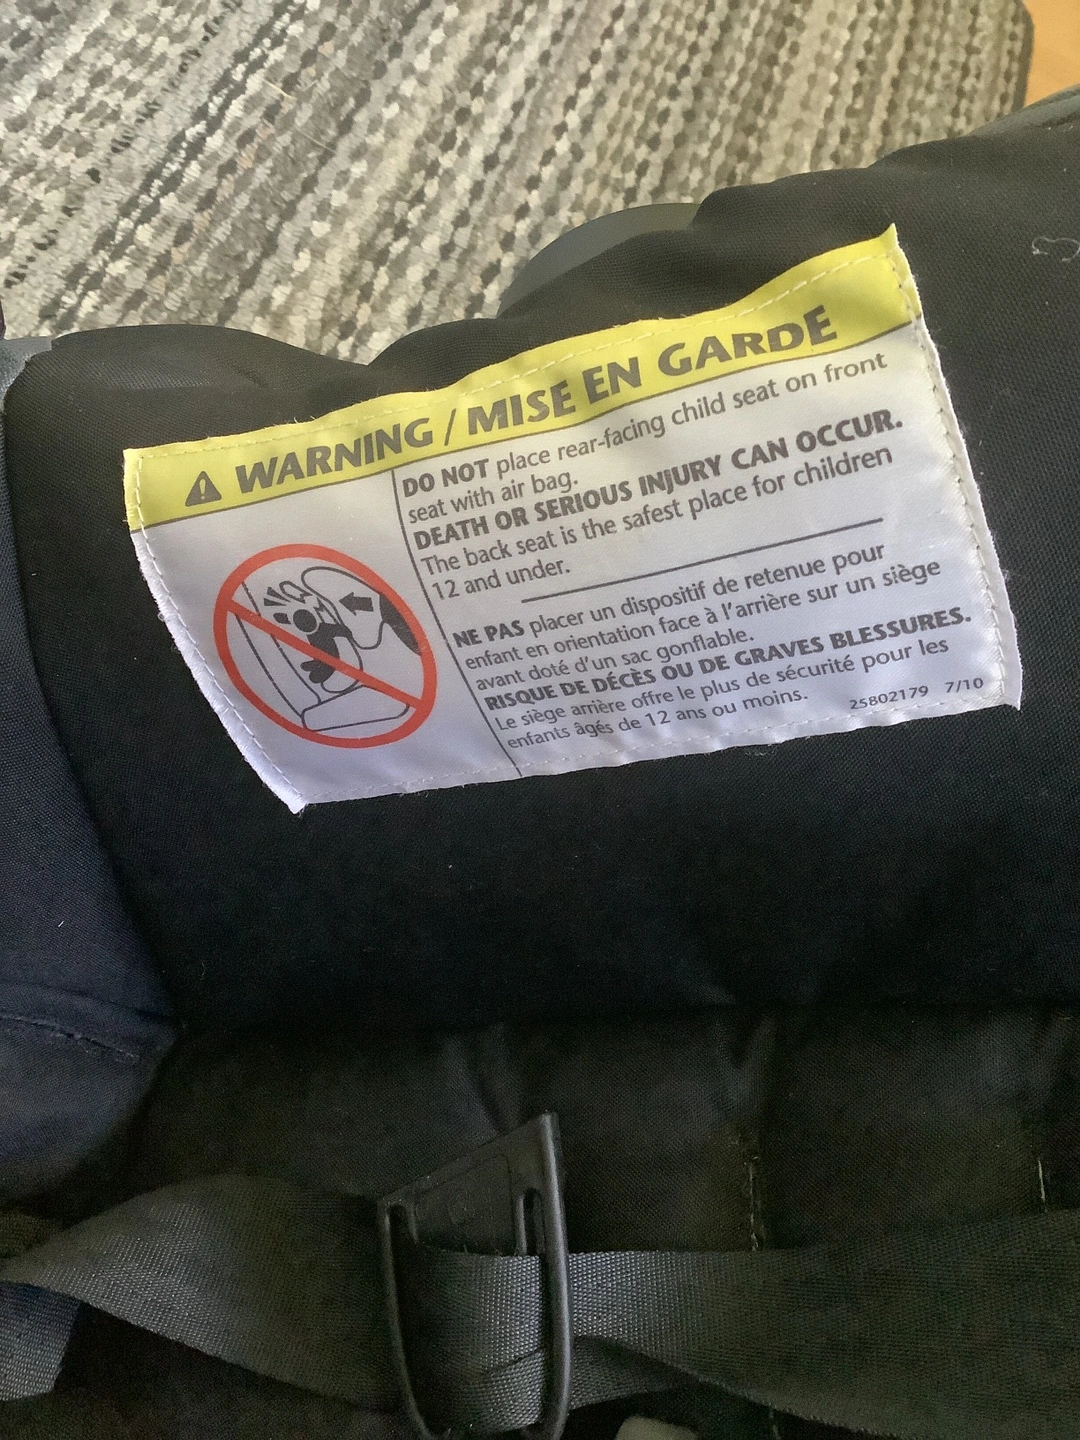 WARNING / MISE EN GARDE
DO NOT place rear-facing child seat on front
seat with air bag.
DEATH OR SERIOUS INJURY CAN OCCUR.
The back seat is the safest place for children
12 and under.
NE PAS placer un dispositif de retenue pour
enfant en orientation face à l'arrière sur un siège
avant doté d'un sac gonflable.
RISQUE DE DÉCÈS OU DE GRAVES BLESSURES.
Le siège arrière offre le plus de sécurité pour les
enfants âgés de 12 ans ou moins.
25802179 7/10